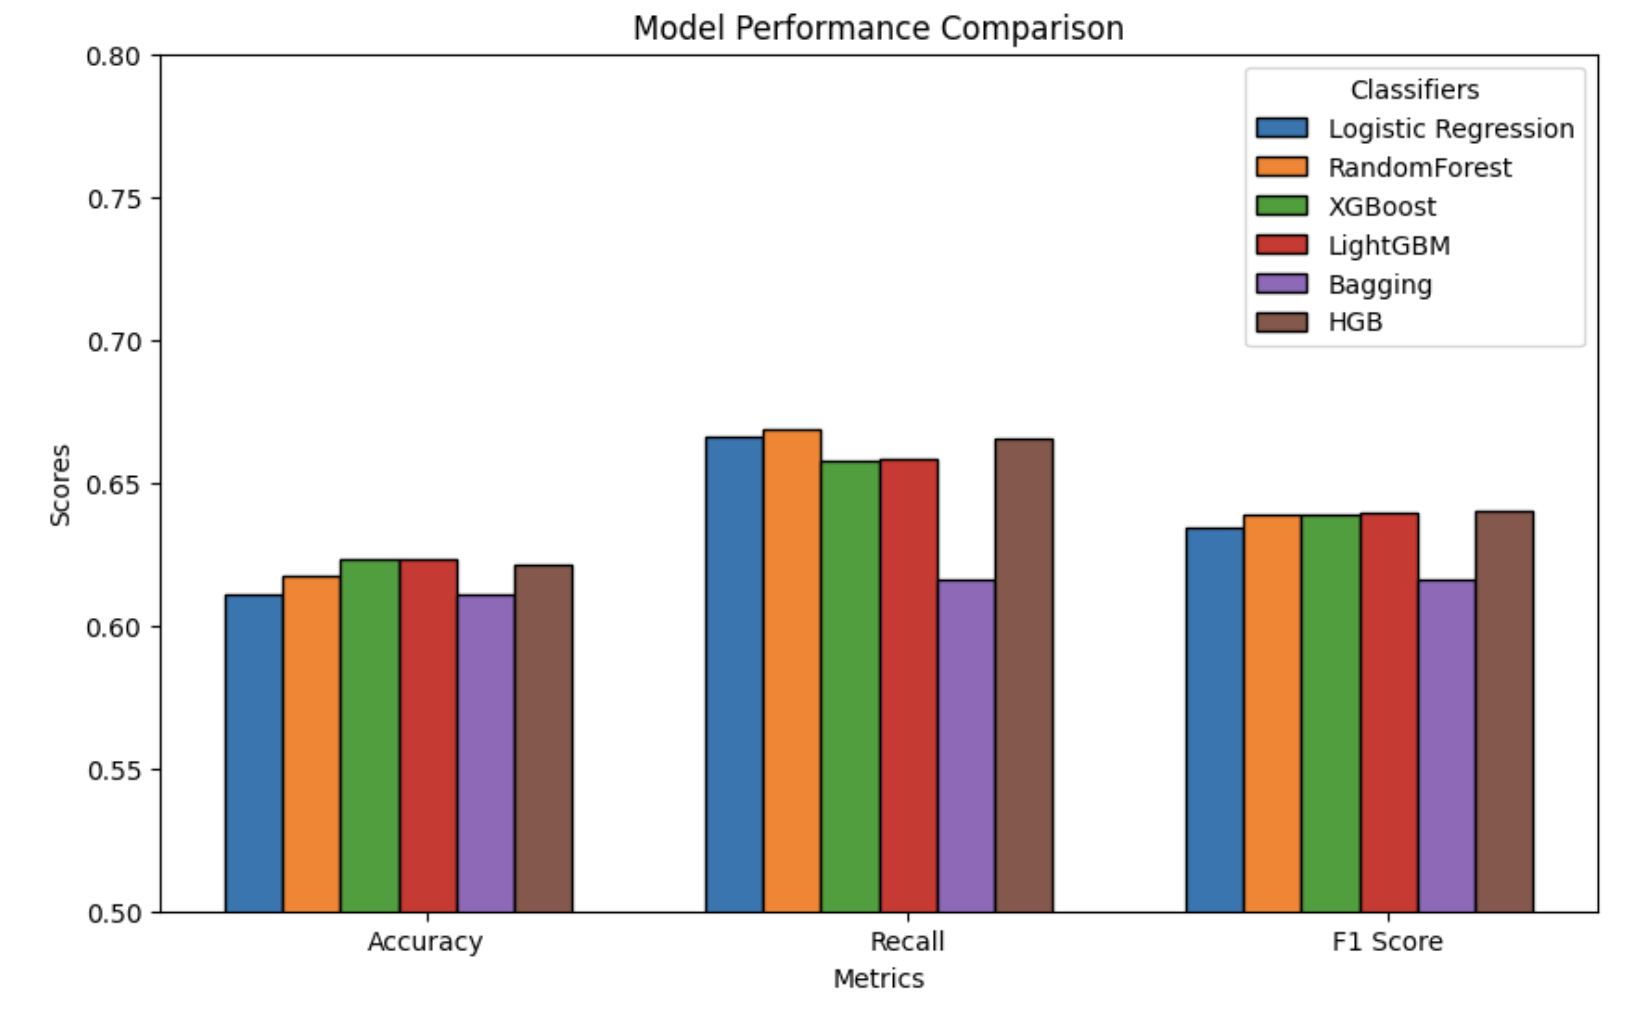 Model Performance Comparison
0.80
0.75
0.70
0.65
0.60
0.55
0.50
Scores
Classifiers
Logistic Regression
RandomForest
XGBoost
LightGBM
Bagging
HGB
Accuracy
Recall
F1 Score
Metrics